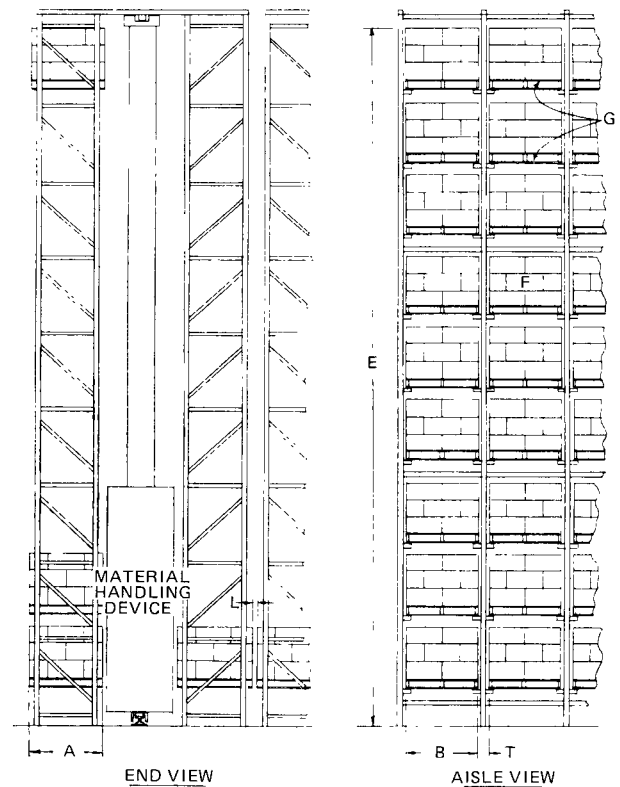 G
F
E
MATERIAL
HANDLING
DEVICE
L
A
B
T
END VIEW
AISLE VIEW